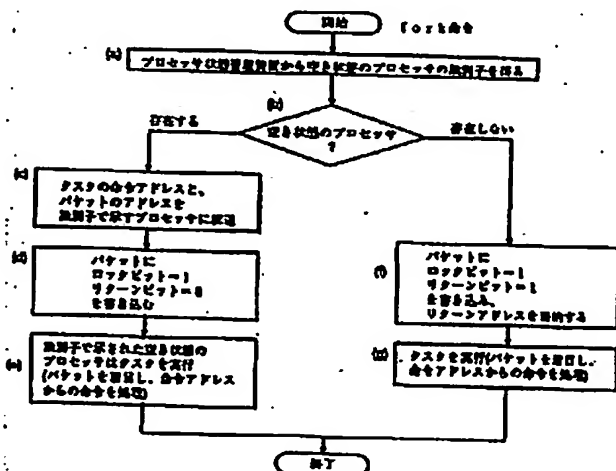 開始
fork命令
(a)
プロセッサ状態管理装置から空き状態のプロセッサの識別子を得る
(b)
存在する
空き状態のプロセッサ
?
存在しない
(c)
タスクの命令アドレスと、
パケットのアドレスを
識別子で示すプロセッサに転送
(d)
パケットに
ロックビット=1
リターンビット=0
を書き込む
(f)
パケットに
ロックビット=1
リターンビット=1
を書き込み、
リターンアドレスを格納する
(e)
識別子で示された空き状態の
プロセッサはタスクを実行
(パケットを着目し、命令アドレス
からの命令を処理)
(g)
タスクを実行(パケットを着目し、
命令アドレスからの命令を処理)
終了